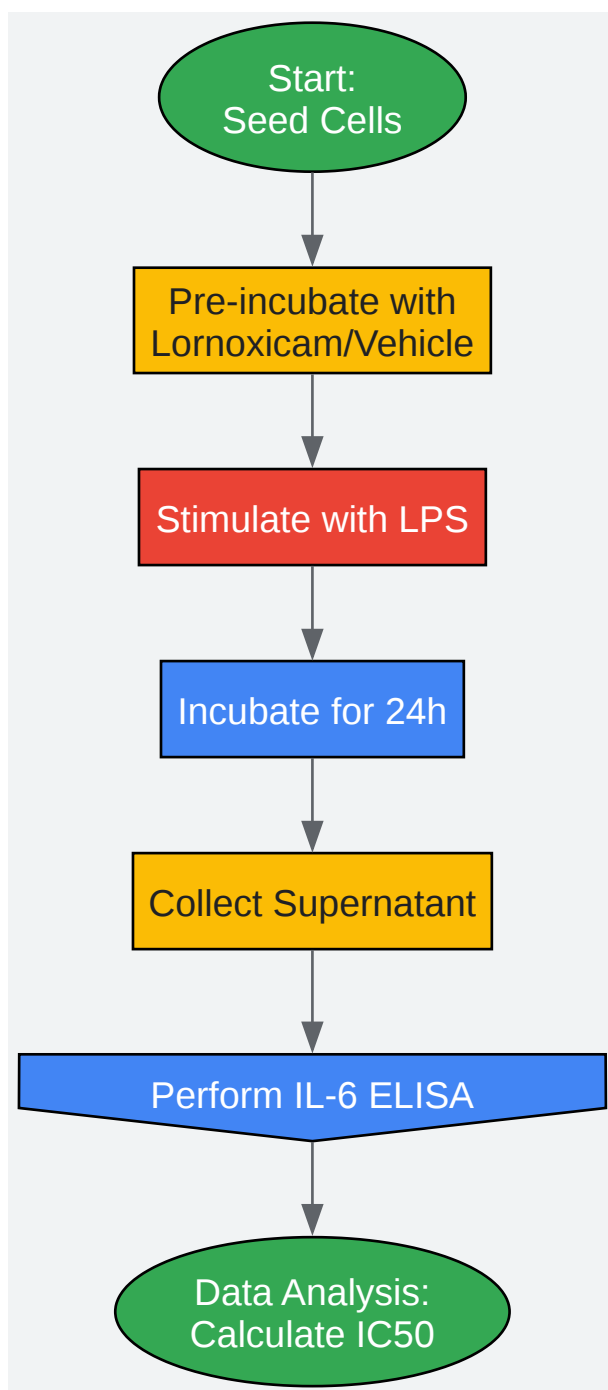 Start:
Seed Cells
Pre-incubate with
Lornoxicam/Vehicle
Stimulate with LPS
Incubate for 24h
Collect Supernatant
Perform IL-6 ELISA
Data Analysis:
Calculate IC50